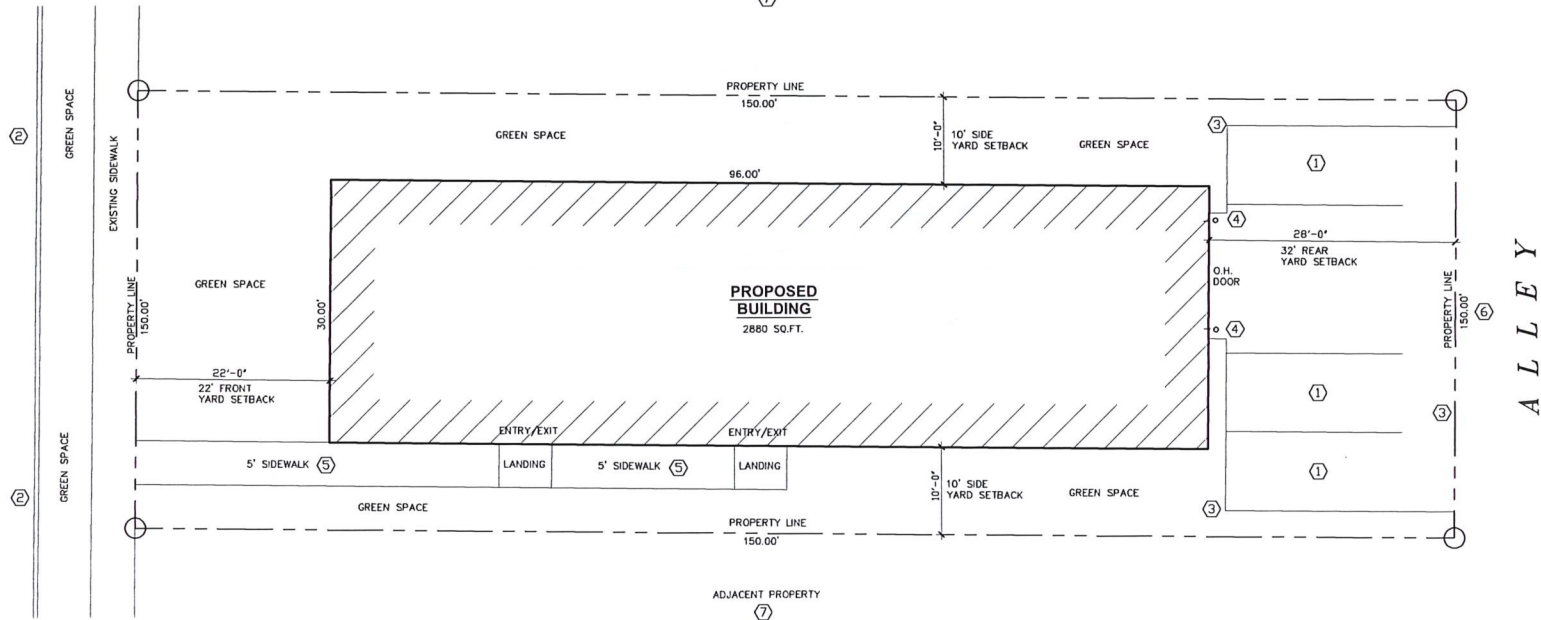 7
GREEN SPACE
2
EXISTING SIDEWALK
PROPERTY LINE
150.00'
GREEN SPACE
10'-0"
10' SIDE
YARD SETBACK
GREEN SPACE
3
1
96.00'
4
28'-0"
32' REAR
YARD SETBACK
O.H.
DOOR
GREEN SPACE
PROPERTY LINE
150.00'
30.00'
PROPOSED
BUILDING
2880 SQ.FT.
4
PROPERTY LINE
150.00'
6
ALLEY
22'-0"
22' FRONT
YARD SETBACK
1
3
ENTRY/EXIT
ENTRY/EXIT
GREEN SPACE
2
5' SIDEWALK 5
LANDING
5' SIDEWALK 5
LANDING
10'-0"
10' SIDE
YARD SETBACK
GREEN SPACE
1
3
GREEN SPACE
PROPERTY LINE
150.00'
ADJACENT PROPERTY
7